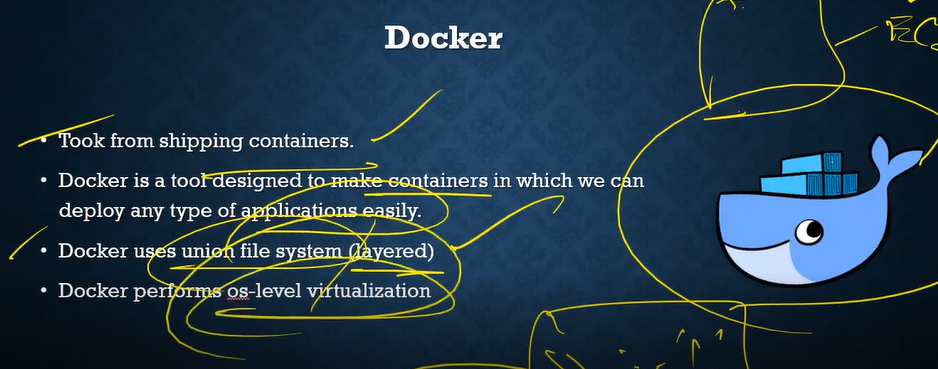 Docker
• Took from shipping containers.
• Docker is a tool designed to make containers in which we can
deploy any type of applications easily.
• Docker uses union file system (layered)
• Docker performs os-level virtualization